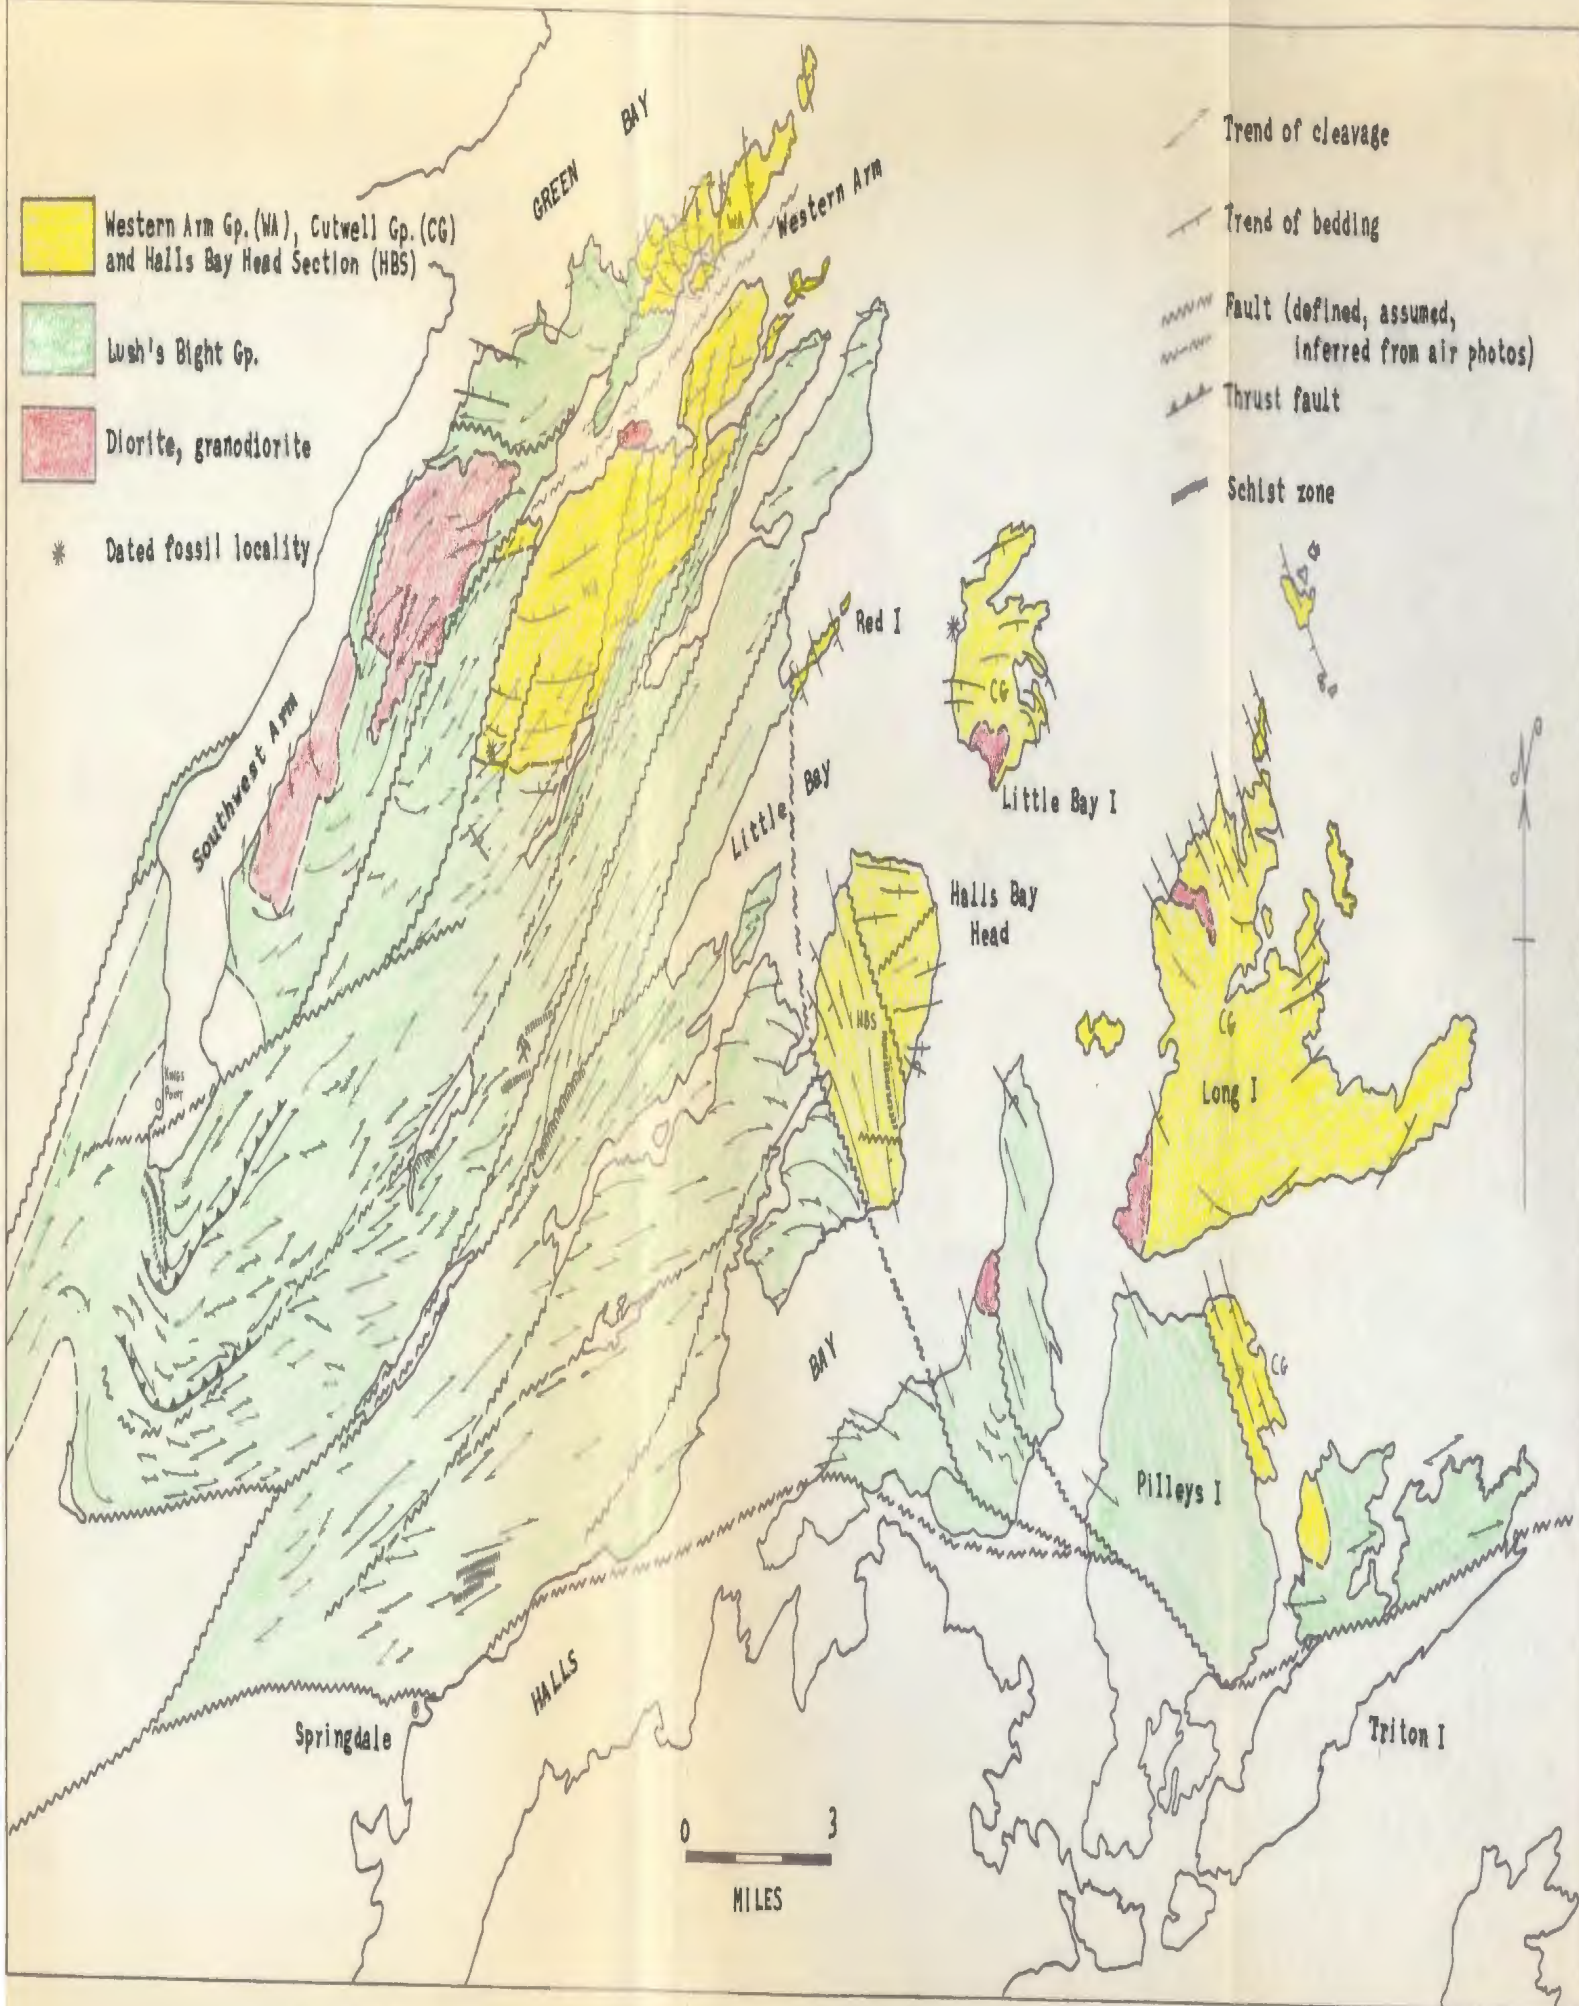 GREEN BAY
Western Arm
WA
Trend of cleavage
Trend of bedding
Fault (defined, assumed,
inferred from air photos)
Thrust fault
Schist zone
Western Arm Gp. (WA), Cutwell Gp. (CG)
and Halls Bay Head Section (HBS)
Lush's Bight Gp.
Diorite, granodiorite
Dated fossil locality
WA
Red I
CG
Little Bay I
Southwest Arm
Little Bay
Halls Bay
Head
HBS
CG
Long I
Kings
Point
CG
Pilleys I
HALLS BAY
Springdale
Triton I
N
0 3
MILES